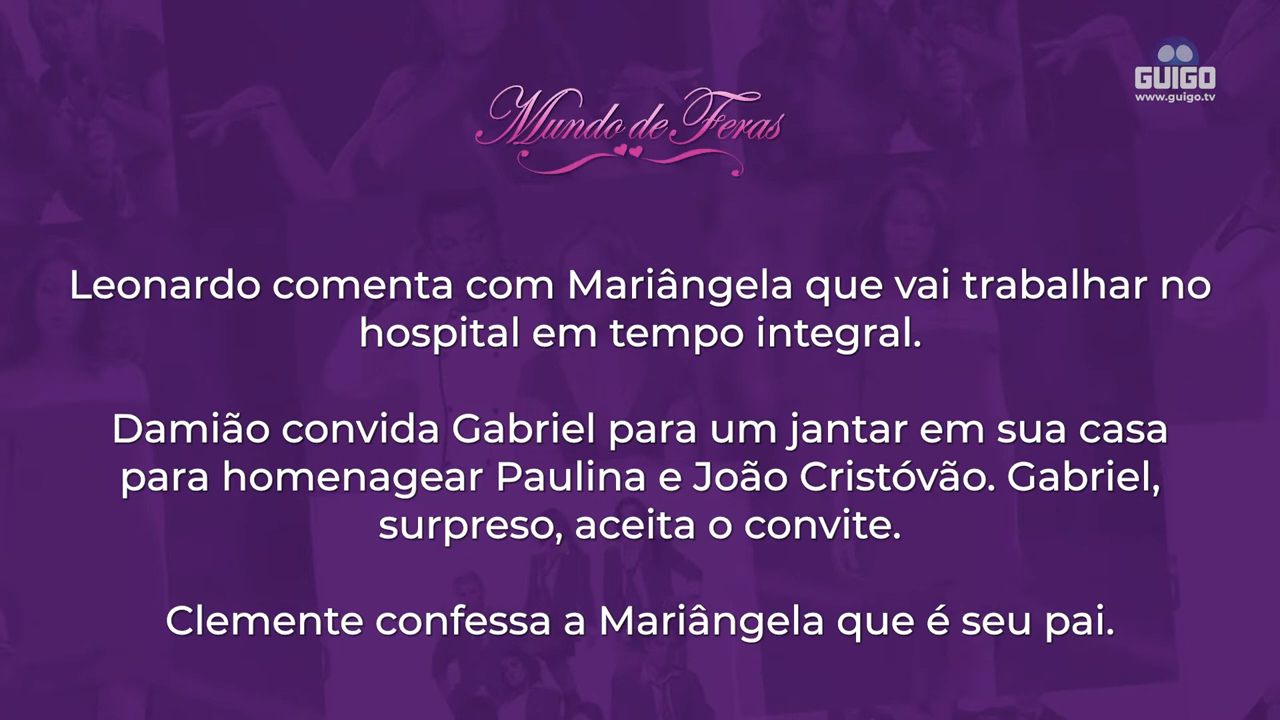 GUIGO
www.guigo.tv
Mundo de Feras
Leonardo comenta com Mariângela que vai trabalhar no
hospital em tempo integral.
Damião convida Gabriel para um jantar em sua casa
para homenagear Paulina e João Cristóvão. Gabriel,
surpreso, aceita o convite.
Clemente confessa a Mariângela que é seu pai.